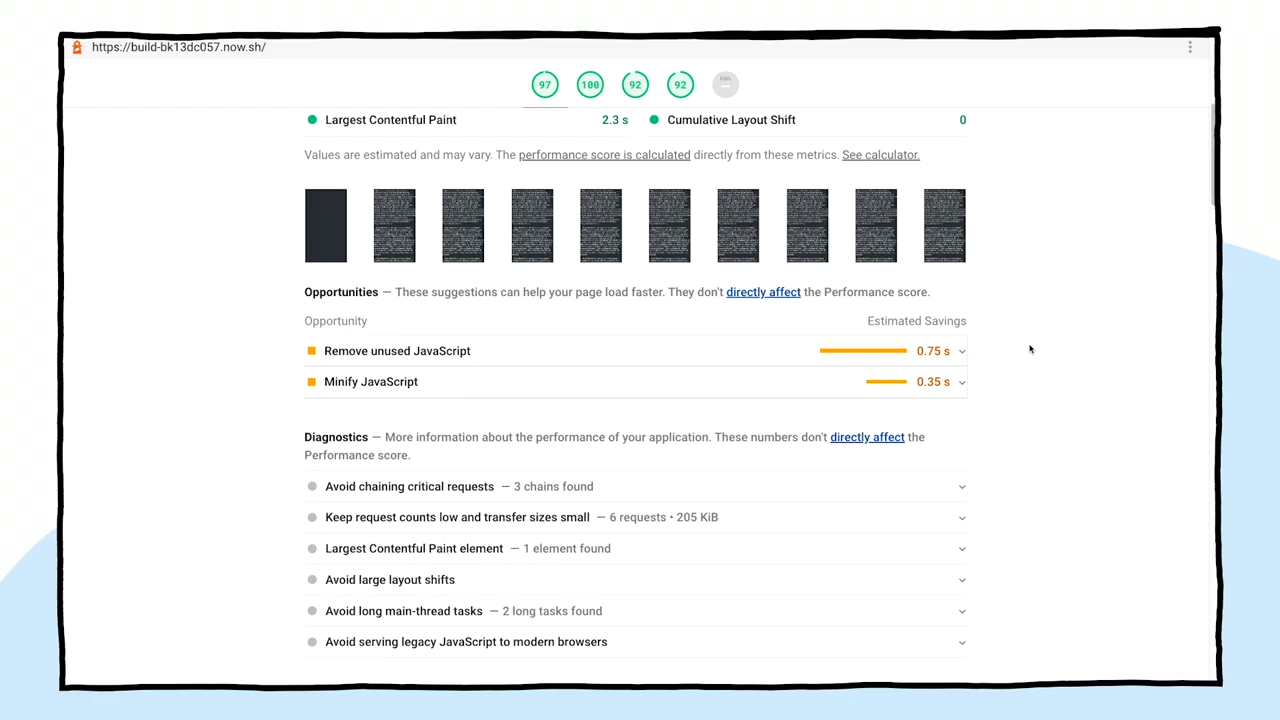 https://build-bk13dc057.now.sh/
97 100 92 92
Largest Contentful Paint 2.3 s Cumulative Layout Shift 0
Values are estimated and may vary. The performance score is calculated directly from these metrics. See calculator.
Opportunities — These suggestions can help your page load faster. They don't directly affect the Performance score.
Opportunity Estimated Savings
Remove unused JavaScript 0.75 s
Minify JavaScript 0.35 s
Diagnostics — More information about the performance of your application. These numbers don't directly affect the
Performance score.
Avoid chaining critical requests — 3 chains found
Keep request counts low and transfer sizes small — 6 requests • 205 KiB
Largest Contentful Paint element — 1 element found
Avoid large layout shifts
Avoid long main-thread tasks — 2 long tasks found
Avoid serving legacy JavaScript to modern browsers